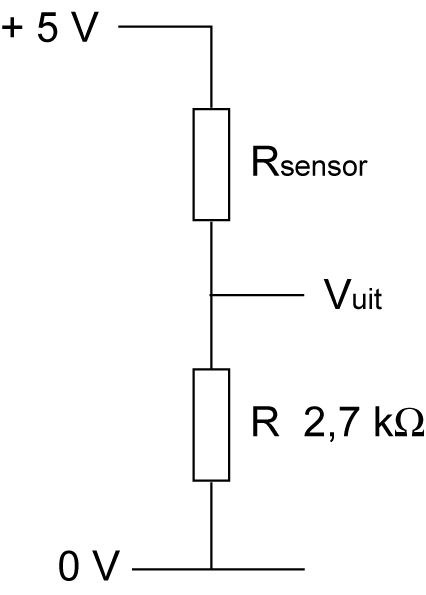 + 5 V
Rsensor
Vuit
R 2,7 kΩ
0 V